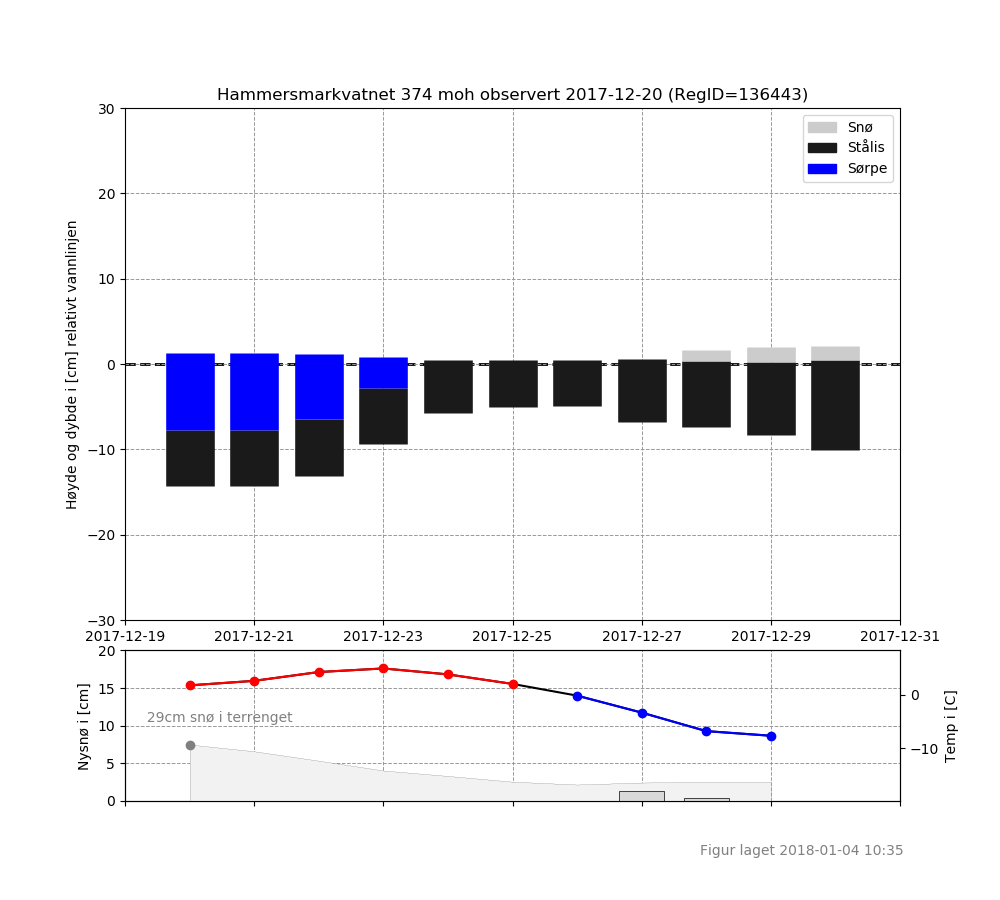 Hammersmarkvatnet 374 moh observert 2017-12-20 (RegID=136443)
Snø
Stålis
Sørpe
Høyde og dybde i [cm] relativt vannlinjen
30
20
10
0
−10
−20
−30
2017-12-19 2017-12-21 2017-12-23 2017-12-25 2017-12-27 2017-12-29 2017-12-31
Nysnø i [cm]
20
15
10
5
0
29cm snø i terrenget
0
−10
Temp i [C]
Figur laget 2018-01-04 10:35